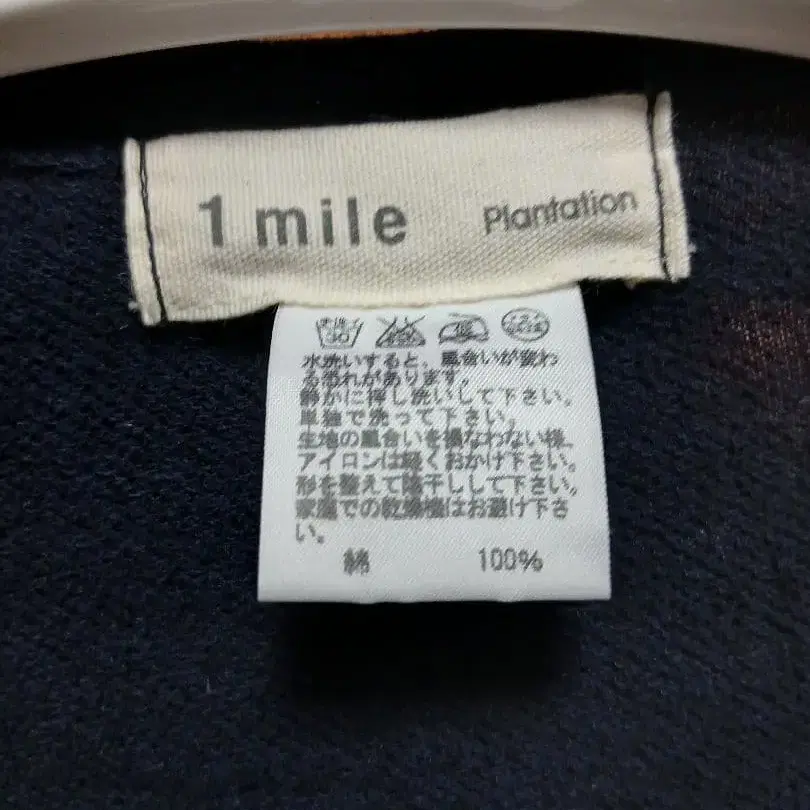 1 mile Plantation
手洗イ 30
水洗いすると、風合いが変わ
る恐れがあります。
静かに押し洗いして下さい。
単独で洗って下さい。
生地の風合いを損なわない様、
アイロンは軽くおかけ下さい。
形を整えて陰干しして下さい。
家庭での乾燥機はお避け下さ
い。
綿 100%